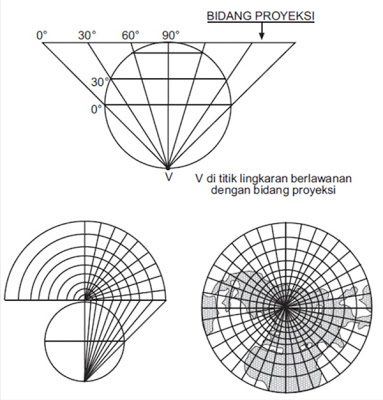 BIDANG PROYEKSI
0° 30° 60° 90°
30°
0°
V
V di titik lingkaran berlawanan
dengan bidang proyeksi